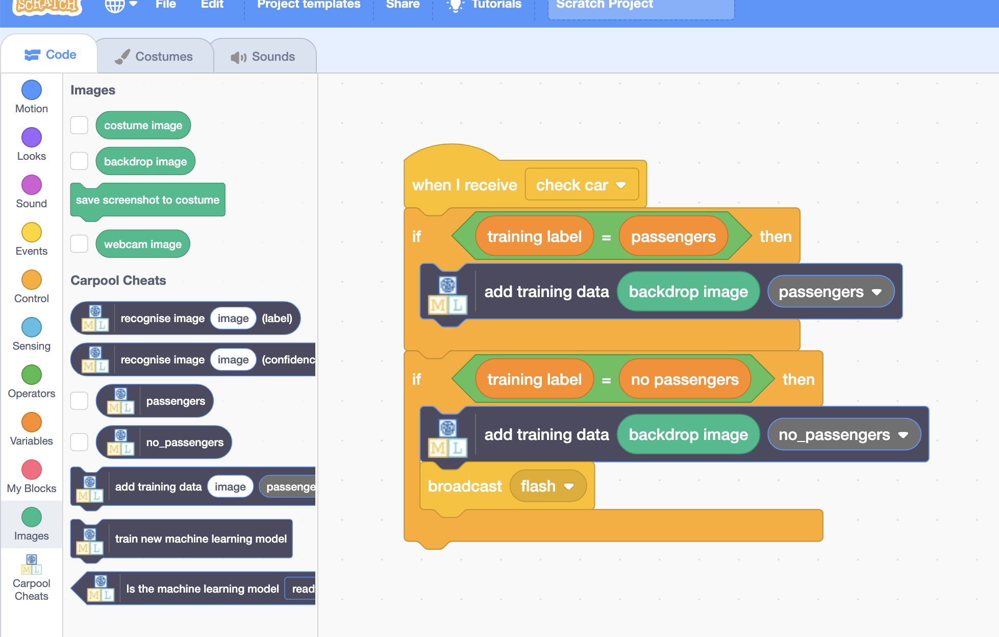 SCRATCH
File Edit Project templates Share Tutorials Scratch Project
Code Costumes Sounds
Motion
Looks
Sound
Events
Control
Sensing
Operators
Variables
My Blocks
Images
M L
Carpool
Cheats
Images
costume image
backdrop image
save screenshot to costume
webcam image
Carpool Cheats
M L recognise image image (label)
M L recognise image image (confidenc
M L passengers
M L no_passengers
M L add training data image passenge
M L train new machine learning model
M L Is the machine learning model read
when I receive check car
if training label = passengers then
M L add training data backdrop image passengers
if training label = no passengers then
M L add training data backdrop image no_passengers
broadcast flash